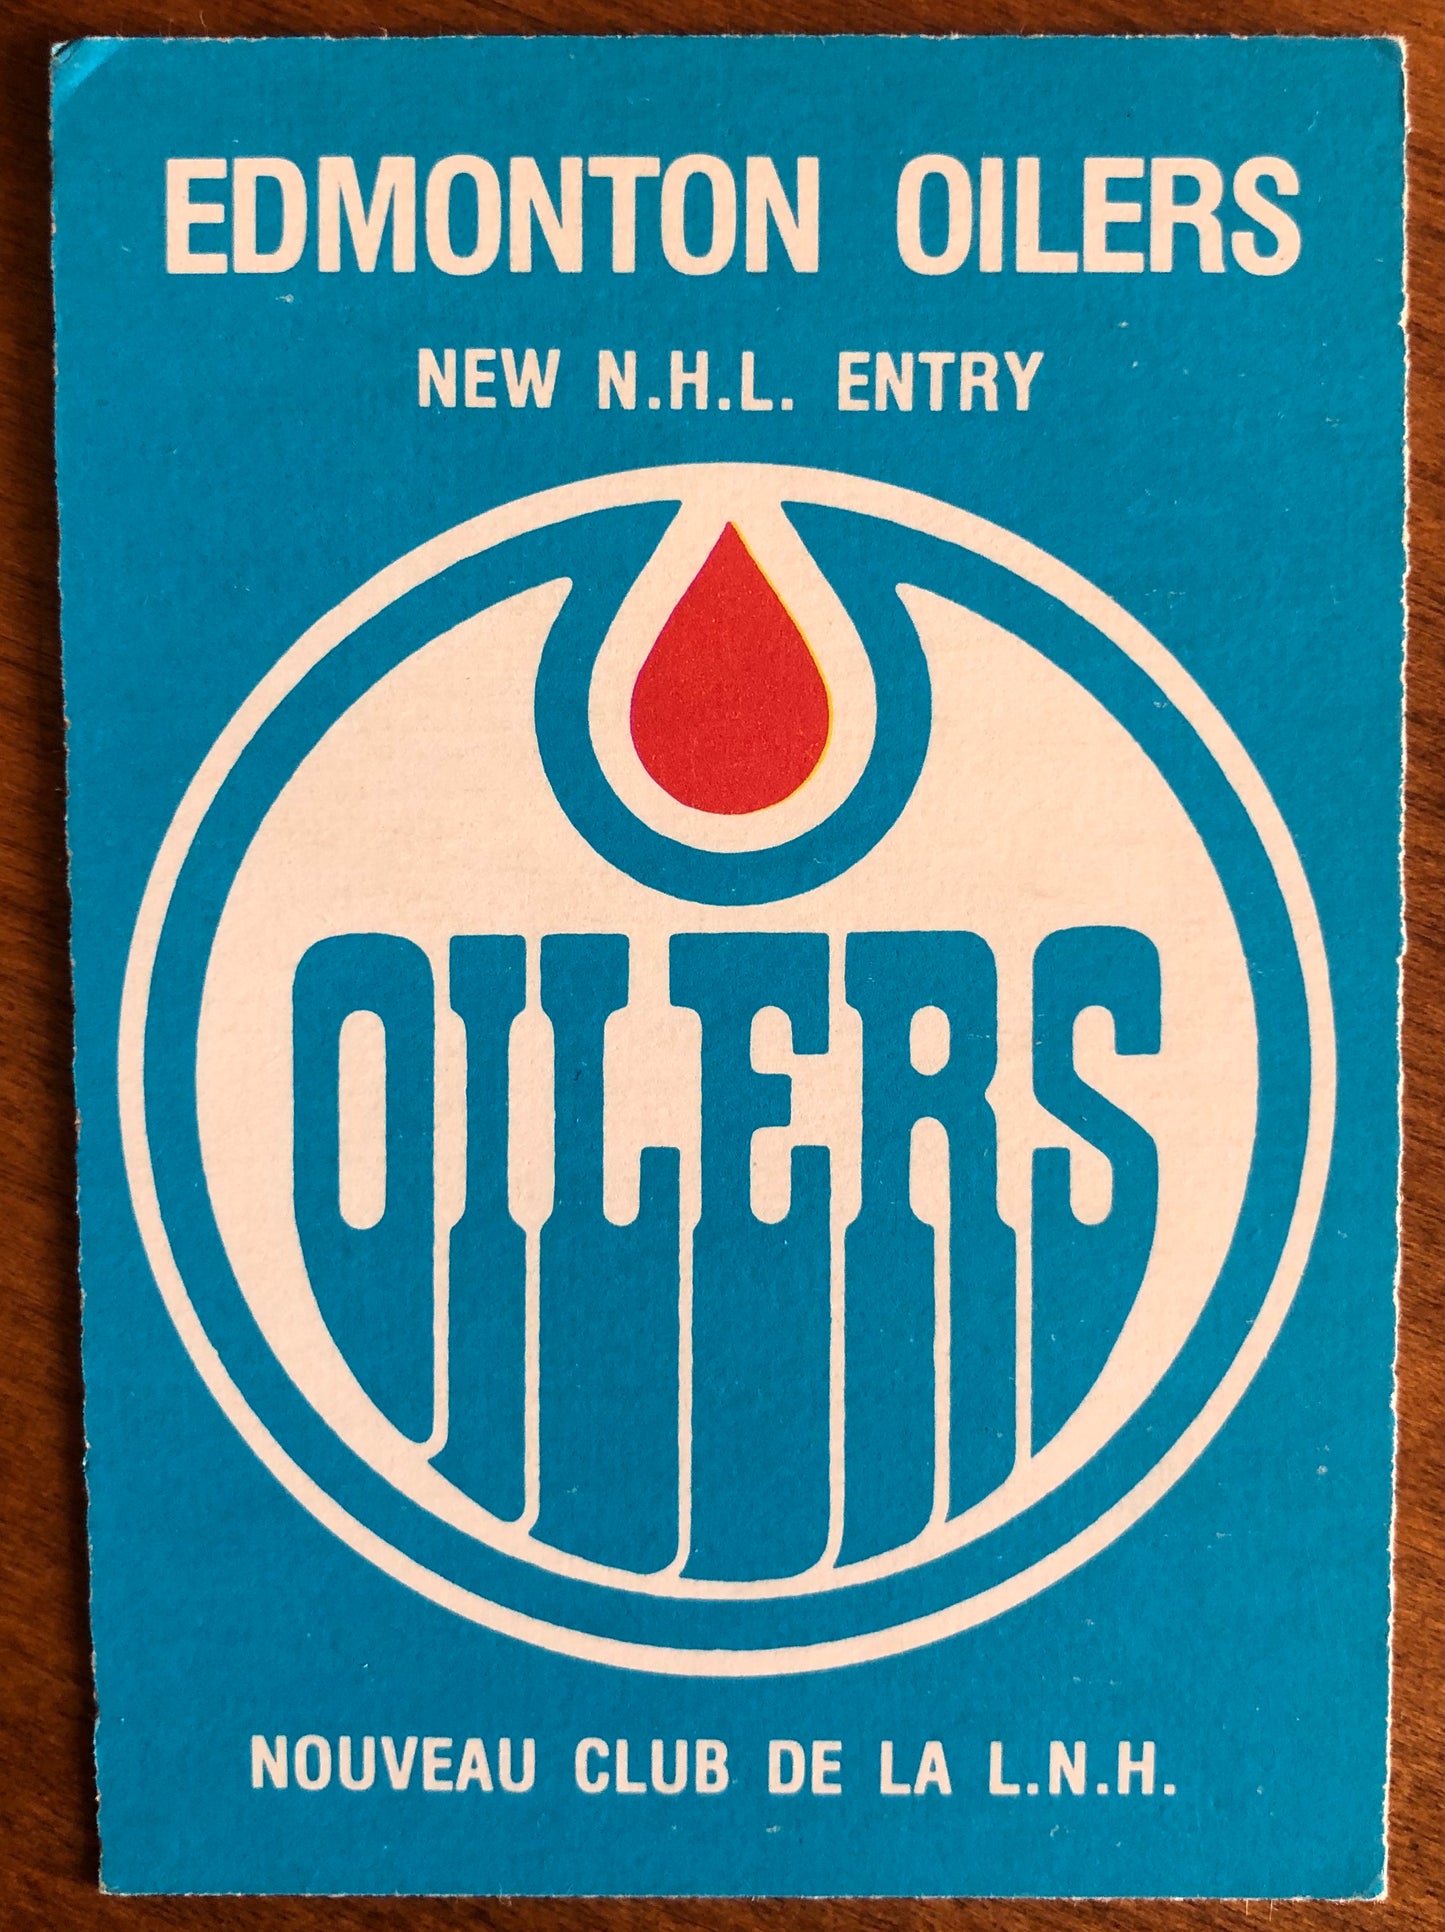 EDMONTON OILERS
NEW N.H.L. ENTRY
OILERS
NOUVEAU CLUB DE LA L.N.H.